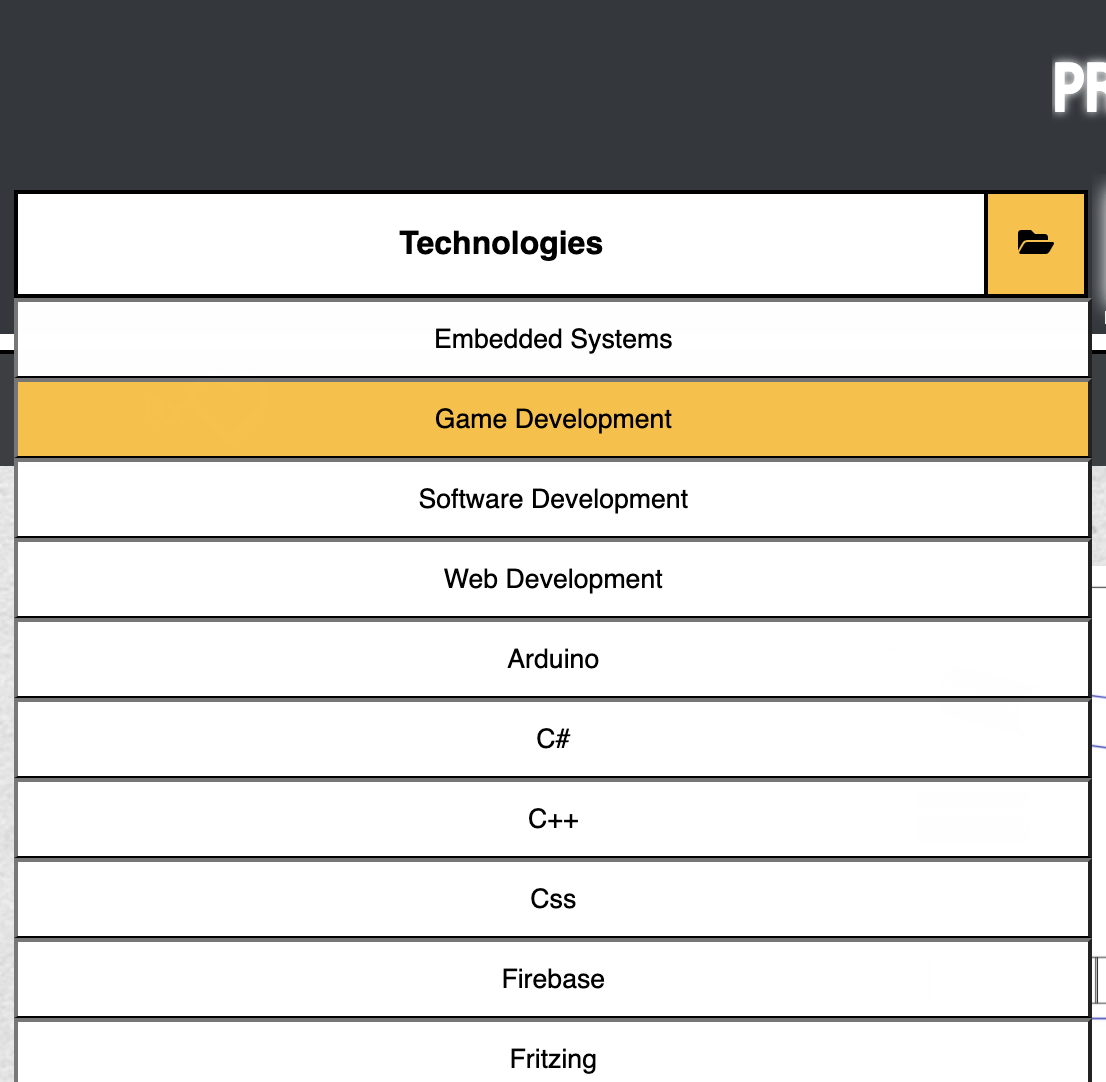 PR
Technologies
Embedded Systems
Game Development
Software Development
Web Development
Arduino
C#
C++
Css
Firebase
Fritzing